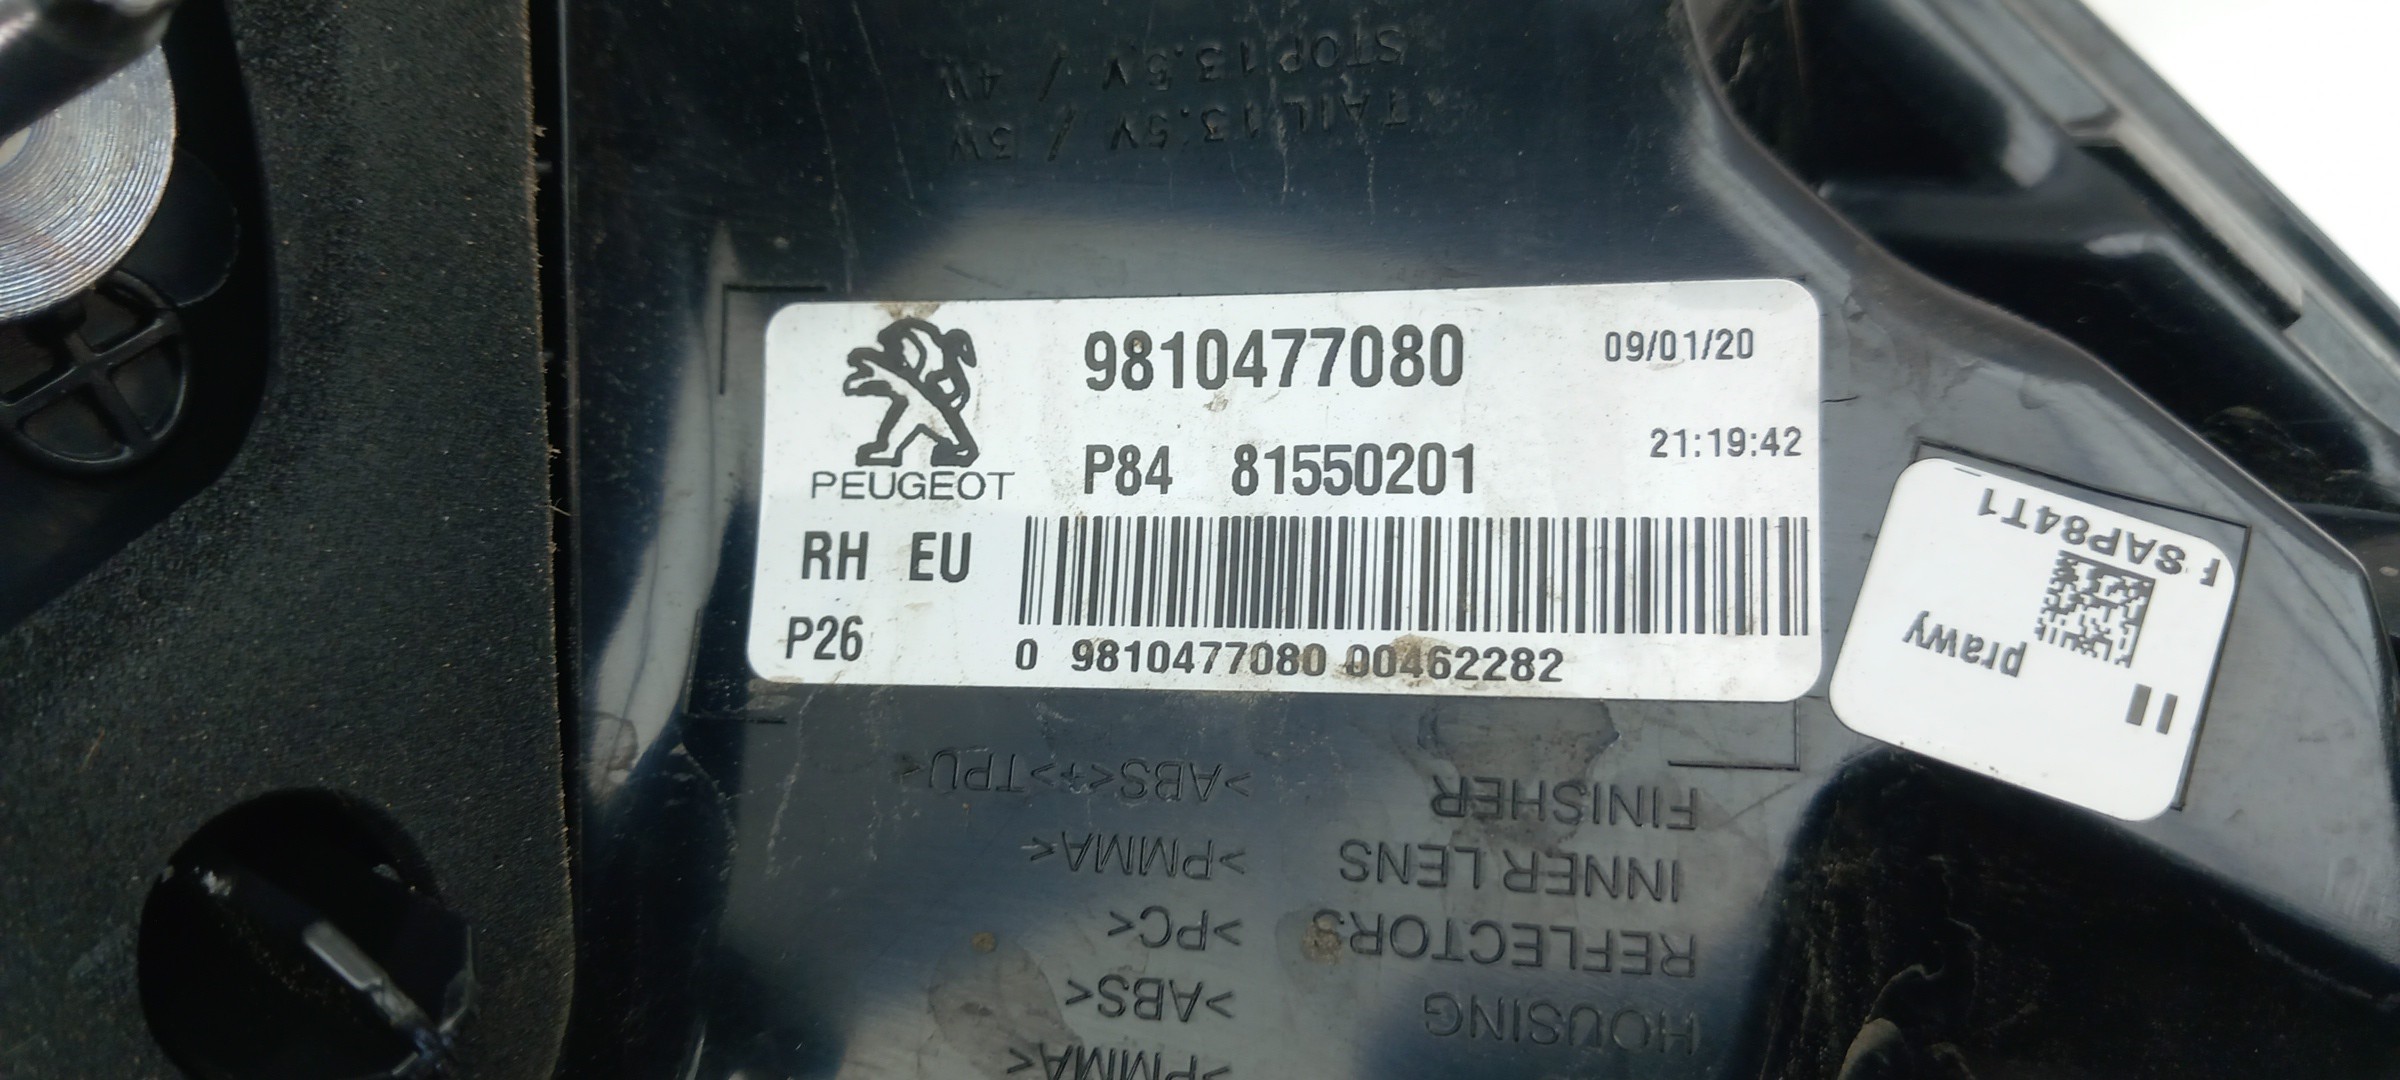 STOP 13.5V / 4W
TAIL 13.5V / 5W
9810477080
09/01/20
PEUGEOT
P84 81550201
21:19:42
RH EU
P26
0 9810477080 00462282
F SAP84T1
prawy
FINISHER >ABS<+>TPU<
INNER LENS >PMMA<
REFLECTORS >PC<
HOUSING >ABS<
>PMMA<